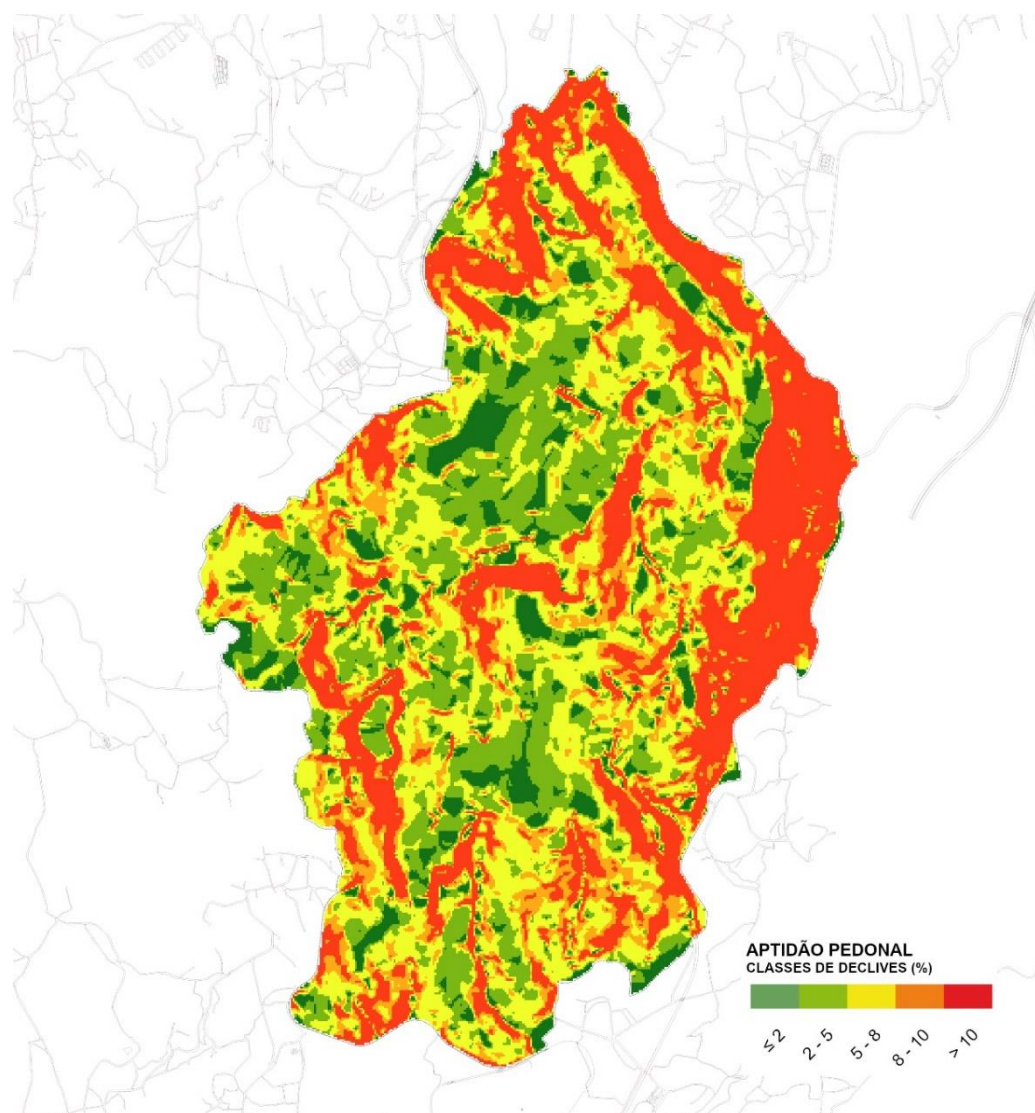 APTIDÃO PEDONAL
CLASSES DE DECLIVES (%)
≤ 2
2 - 5
5 - 8
8 - 10
> 10